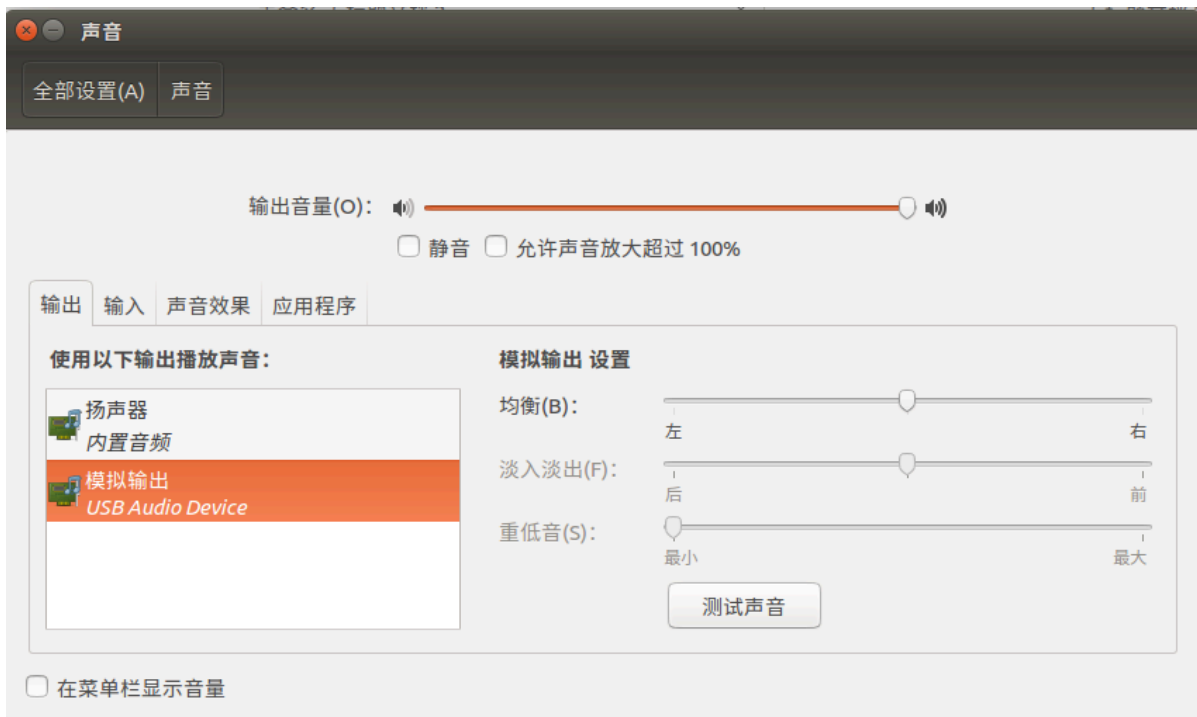 声音
全部设置(A) 声音
输出音量(O):
静音 允许声音放大超过 100%
输出 输入 声音效果 应用程序
使用以下输出播放声音:
扬声器
内置音频
模拟输出
USB Audio Device
模拟输出 设置
均衡(B):
左 右
淡入淡出(F):
后 前
重低音(S):
最小 最大
测试声音
在菜单栏显示音量